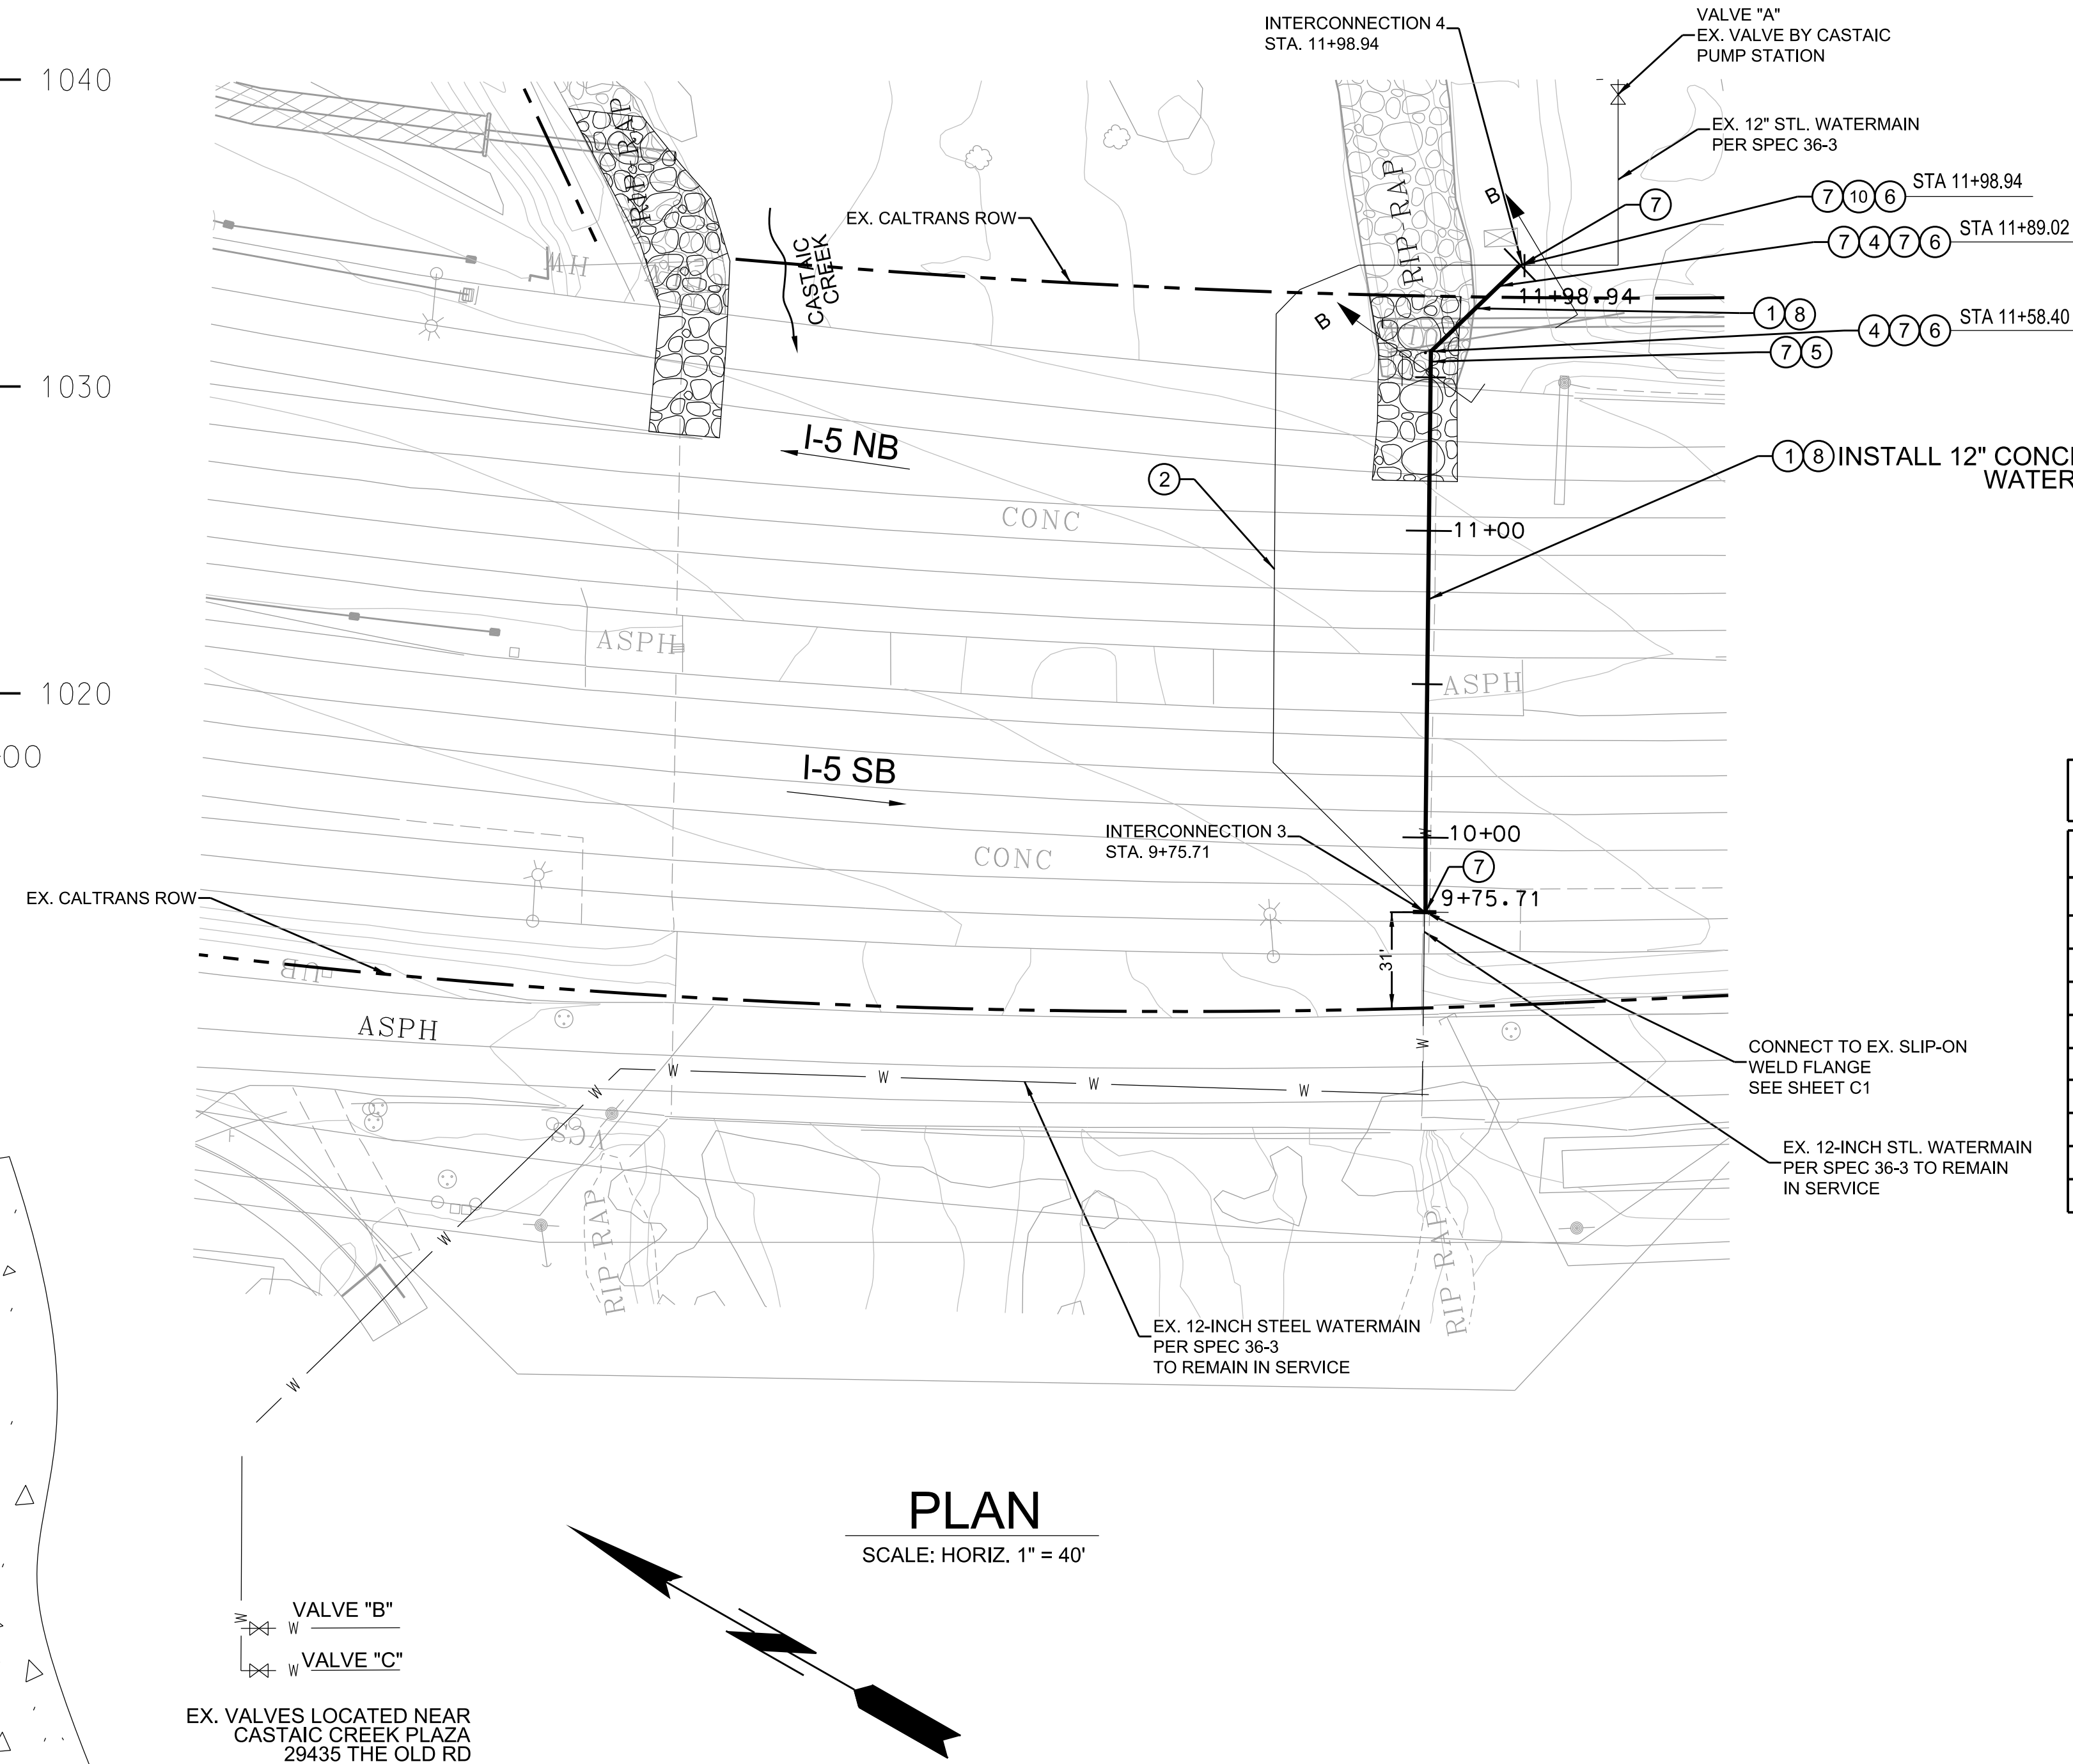 INTERCONNECTION 4
STA. 11+98.94
VALVE "A"
EX. VALVE BY CASTAIC
PUMP STATION
1040
EX. 12" STL. WATERMAIN
PER SPEC 36-3
RIP-RAP
RIP-RAP
B
7
7 10 6 STA 11+98.94
EX. CALTRANS ROW
CASTAIC
CREEK
7 4 7 6 STA 11+89.02
11+98.94
1 8
B
4 7 6 STA 11+58.40
7 5
1030
I-5 NB
2
1 8 INSTALL 12" CONC
WATER
CONC
11+00
ASPH
ASPH
1020
00
I-5 SB
INTERCONNECTION 3
STA. 9+75.71
10+00
CONC
7
9+75.71
EX. CALTRANS ROW
31'
UB
ASPH
W
W
W
W
W
W
W
W
W
CONNECT TO EX. SLIP-ON
WELD FLANGE
SEE SHEET C1
VCS
EX. 12-INCH STL. WATERMAIN
PER SPEC 36-3 TO REMAIN
IN SERVICE
RIP-RAP
RIP-RAP
EX. 12-INCH STEEL WATERMAIN
PER SPEC 36-3
TO REMAIN IN SERVICE
PLAN
SCALE: HORIZ. 1" = 40'
W
VALVE "B"
W
VALVE "C"
W
EX. VALVES LOCATED NEAR
CASTAIC CREEK PLAZA
29435 THE OLD RD